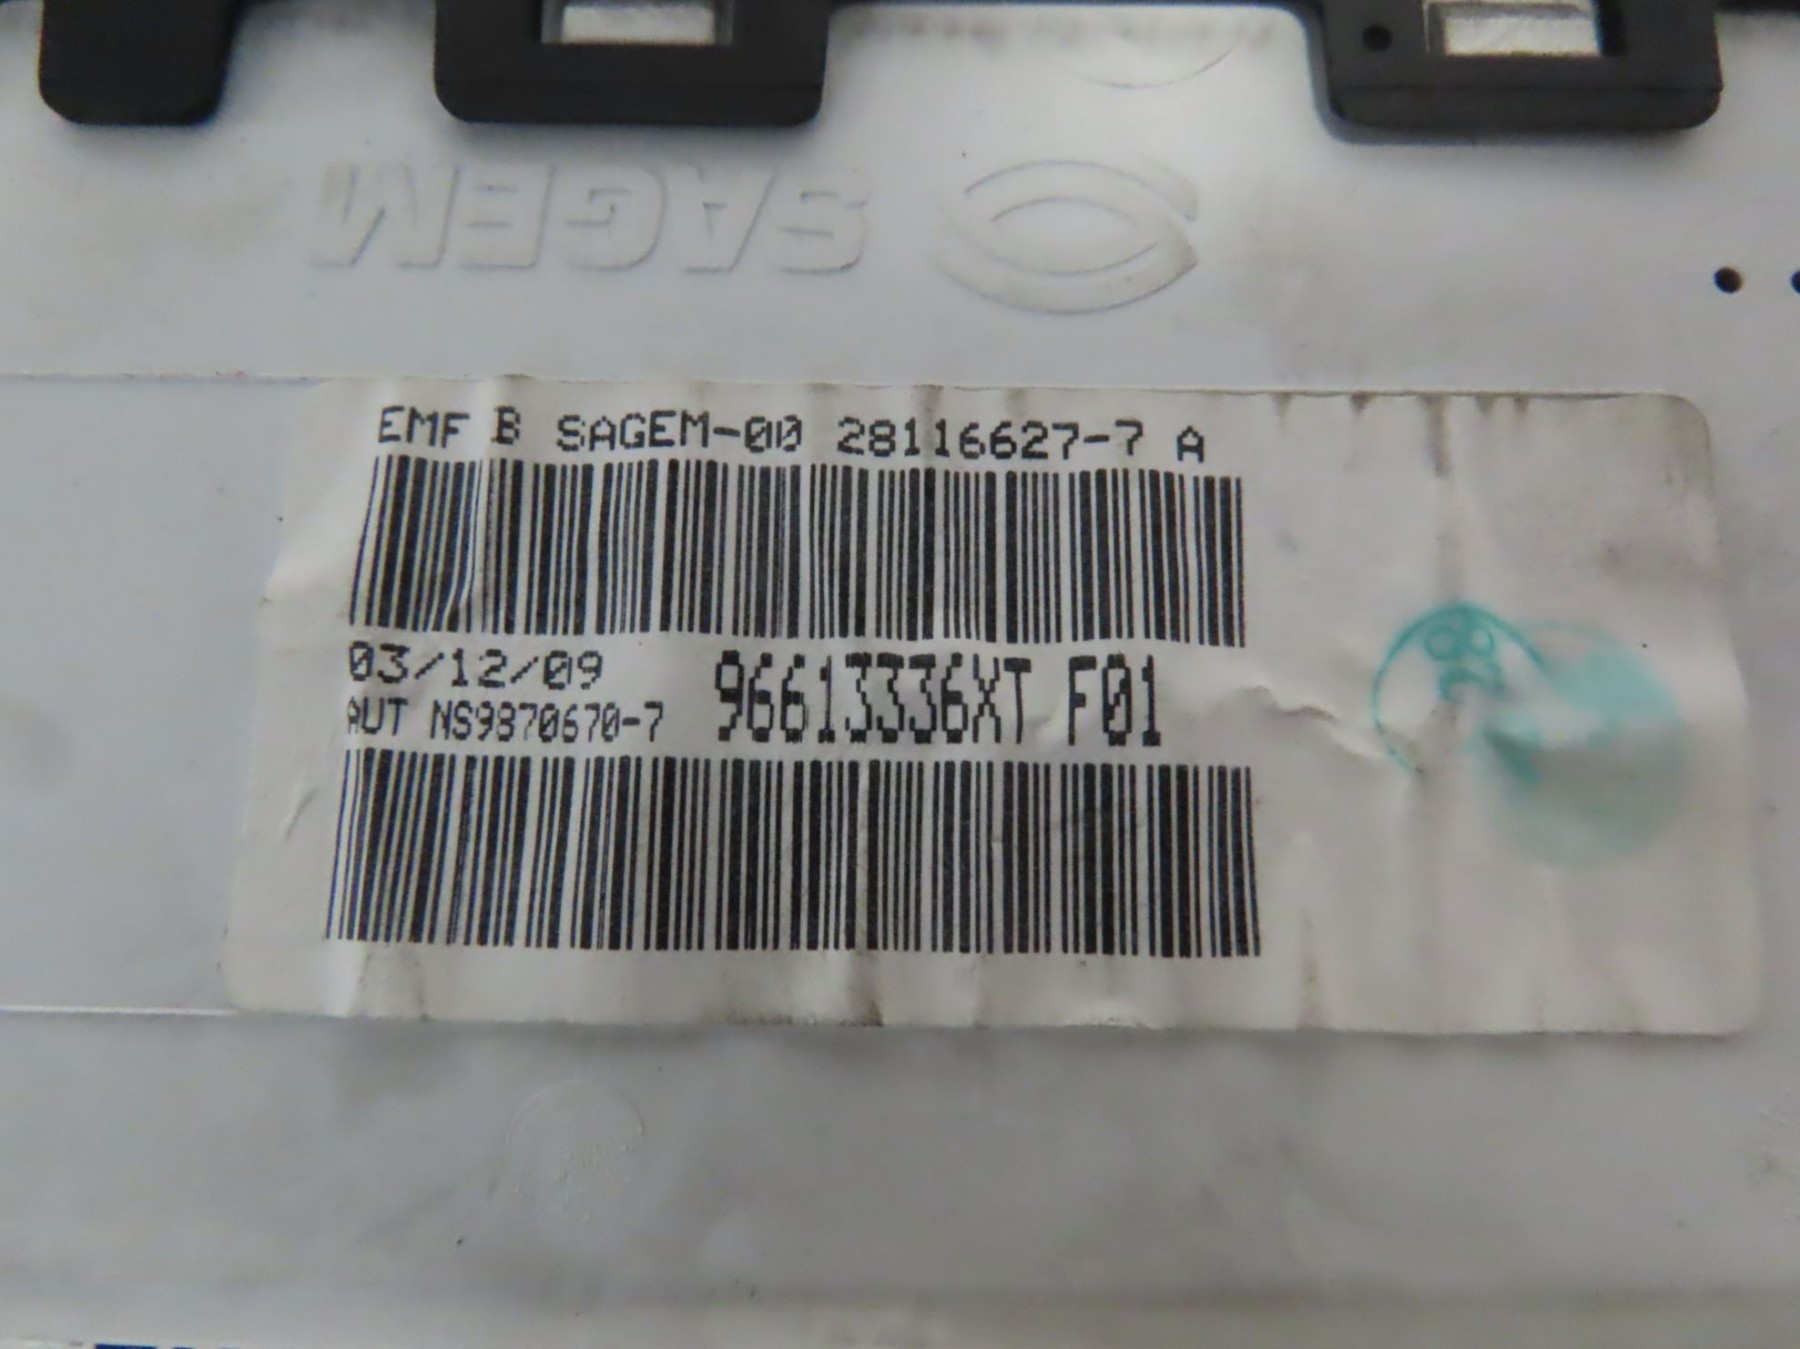 SAGEM
EMF B SAGEM-00 28116627-7 A
03/12/09
AUT NS9870670-7
96613336XT F01